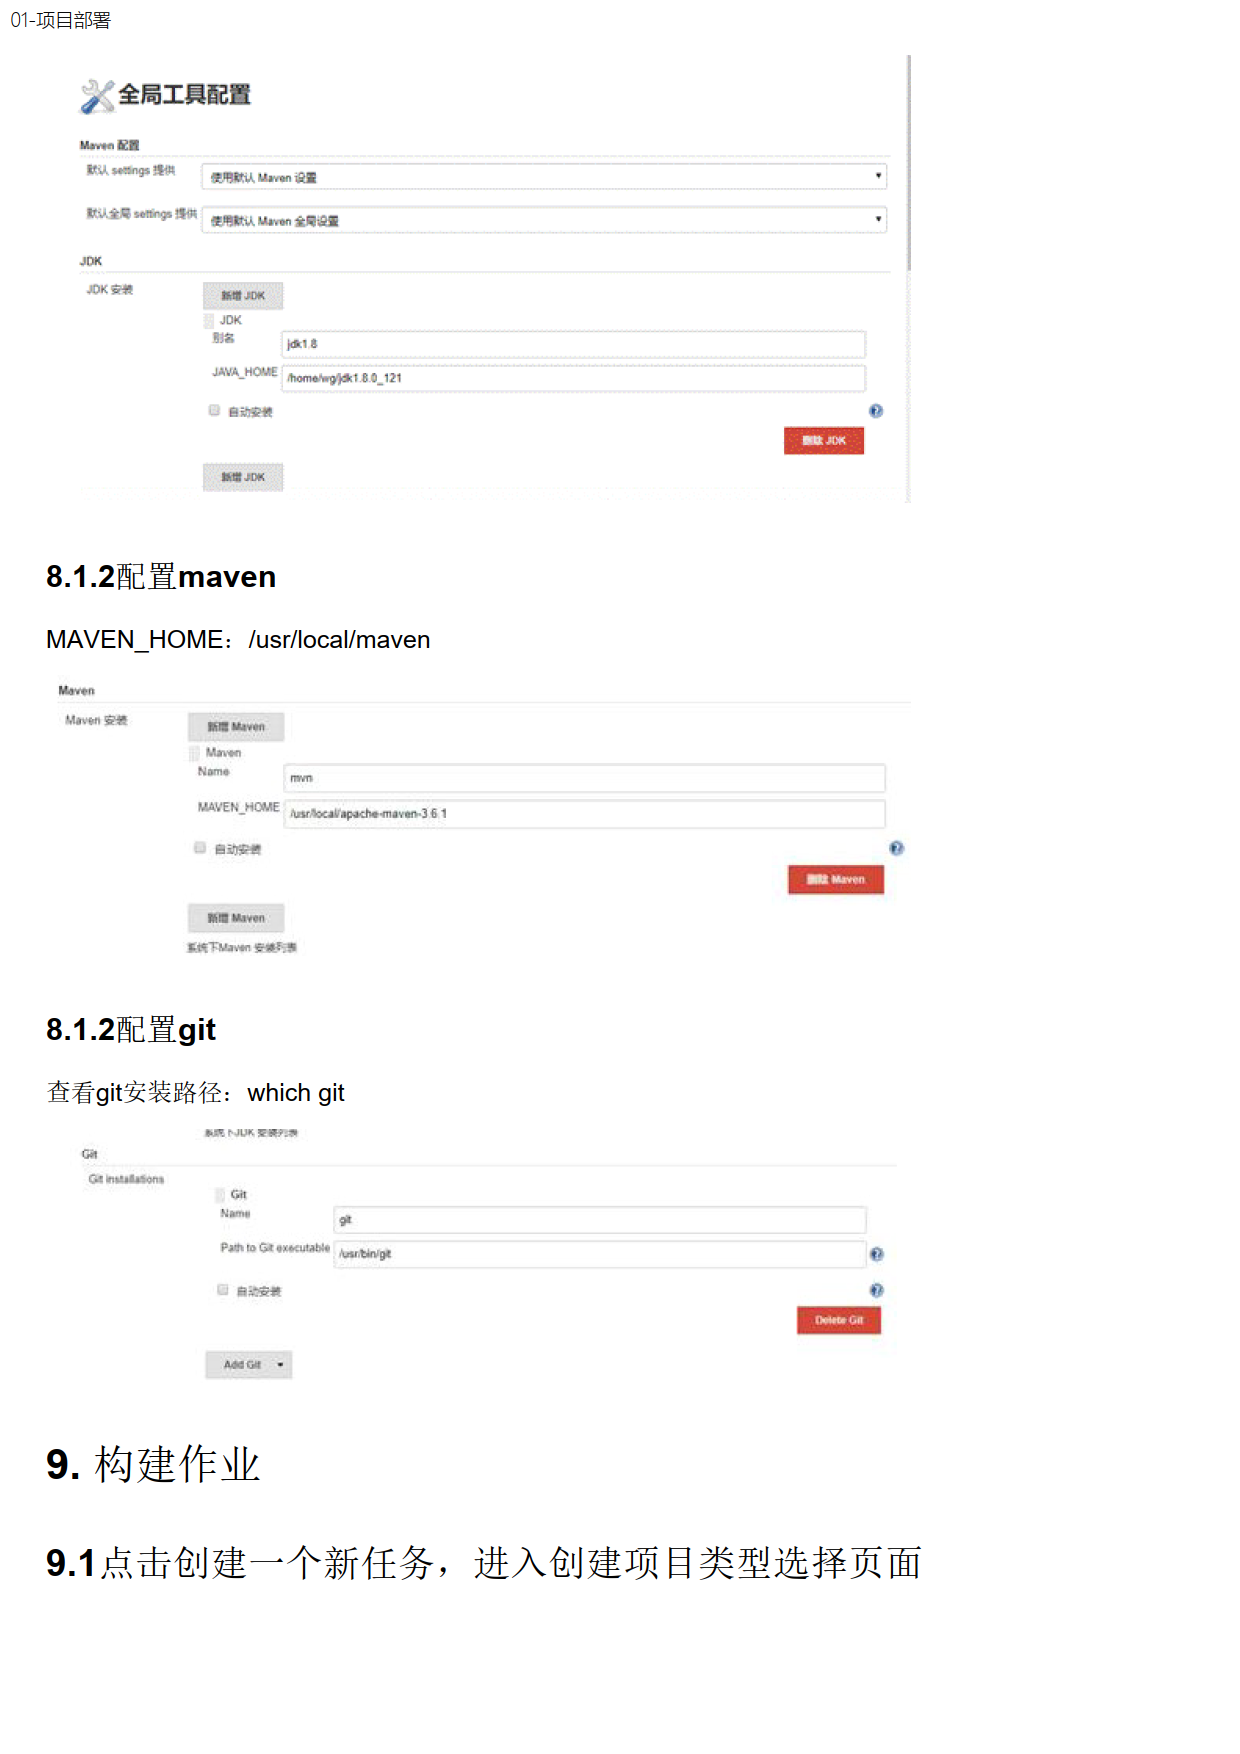 01-项目部署
全局工具配置
Maven 配置
默认 settings 提供
使用默认 Maven 设置
默认全局 settings 提供
使用默认 Maven 全局设置
JDK
JDK 安装
新增 JDK
JDK
别名
jdk1.8
JAVA_HOME
/home/wg/jdk1.8.0_121
自动安装
删除 JDK
新增 JDK
8.1.2配置maven
MAVEN_HOME：/usr/local/maven
Maven
Maven 安装
新增 Maven
Maven
Name
mvn
MAVEN_HOME
/usr/local/apache-maven-3.6.1
自动安装
删除 Maven
新增 Maven
系统下Maven 安装列表
8.1.2配置git
查看git安装路径：which git
系统下JDK 安装列表
Git
Git installations
Git
Name
git
Path to Git executable
/usr/bin/git
自动安装
Delete Git
Add Git
9. 构建作业
9.1点击创建一个新任务，进入创建项目类型选择页面